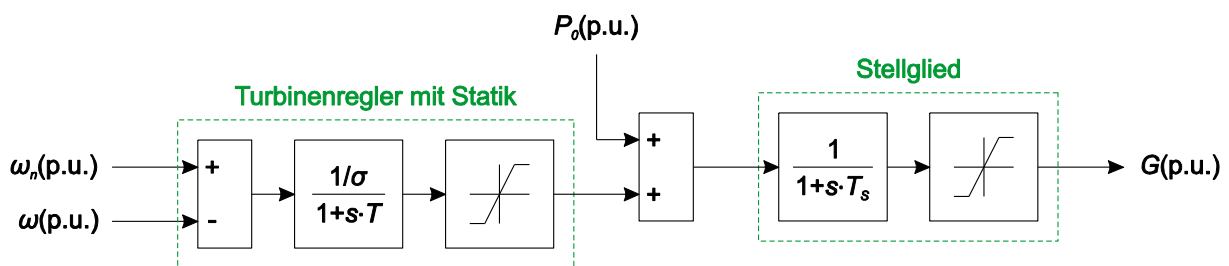 P₀(p.u.)
Stellglied
Turbinenregler mit Statik
ωₙ(p.u.)
+
1/σ
1+s·T
+
+
1
1+s·Tₛ
G(p.u.)
ω(p.u.)
-